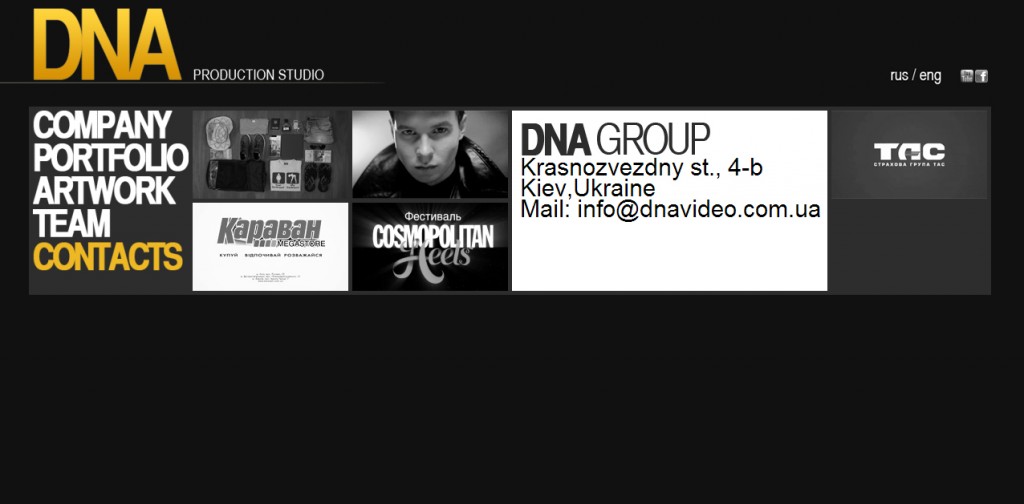 DNA
PRODUCTION STUDIO
rus / eng
COMPANY
PORTFOLIO
ARTWORK
TEAM
CONTACTS
Караван
MEGASTORE
КУПУЙ ВІДПОЧИВАЙ РОЗВАЖАЙСЯ
Фестиваль
COSMOPOLITAN
Heels
DNA GROUP
Krasnozvezdny st., 4-b
Kiev,Ukraine
Mail: info@dnavideo.com.ua
ТАС
СТРАХОВА ГРУПА ТАС